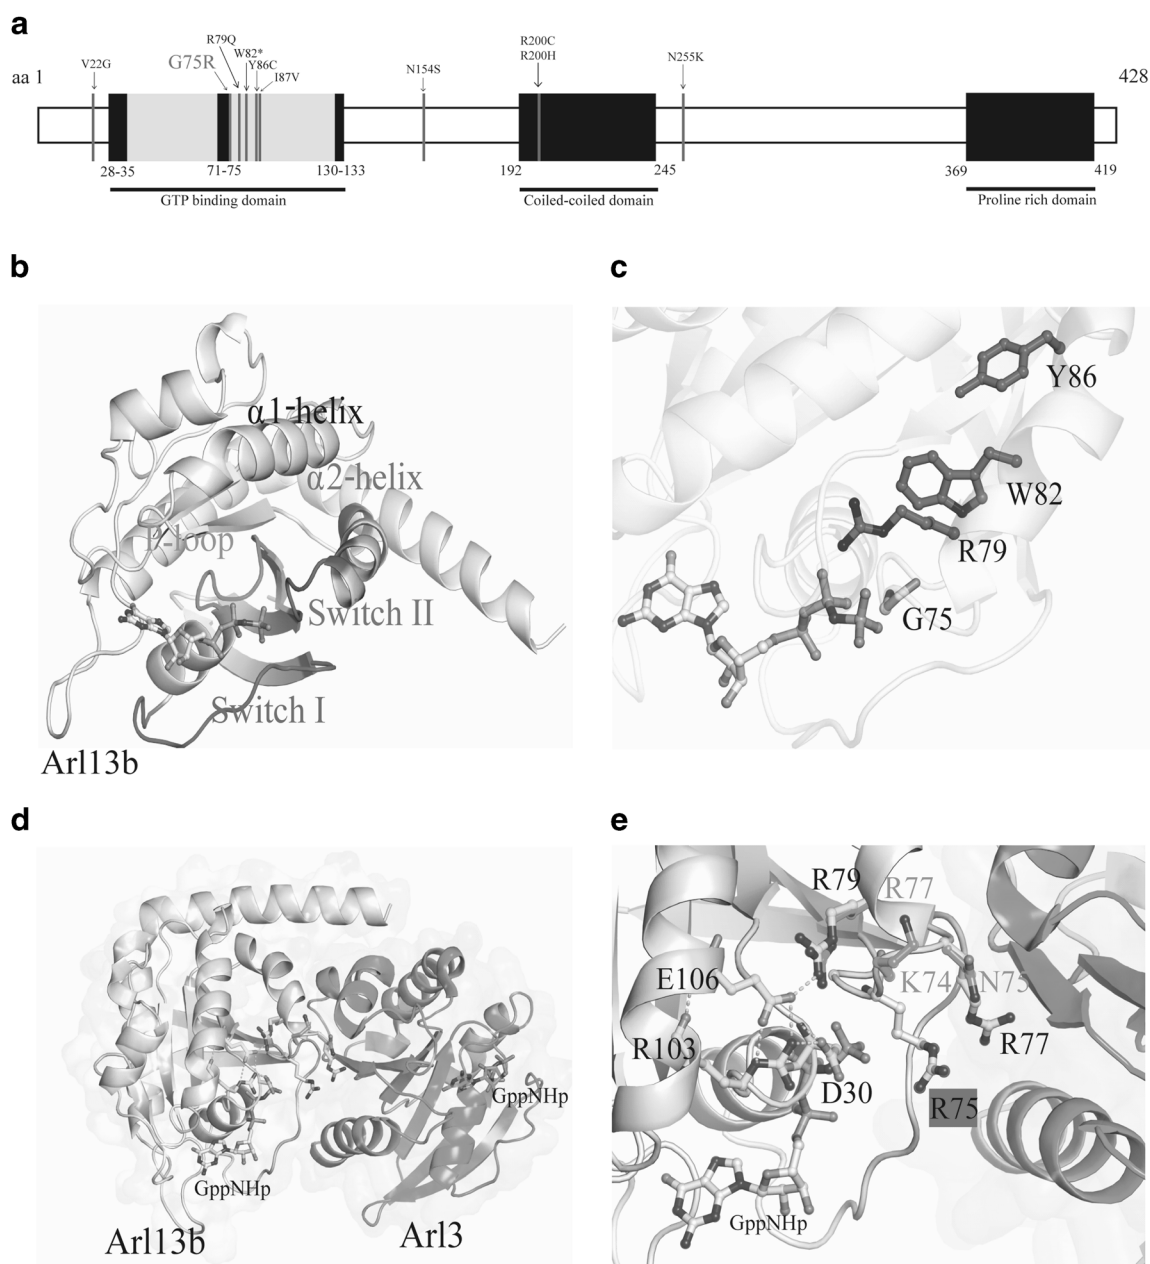 a
aa 1
V22G
G75R
R79Q
W82*
Y86C
I87V
N154S
R200C
R200H
N255K
428
28-35
71-75
130-133
192
245
369
419
GTP binding domain
Coiled-coiled domain
Proline rich domain
b
α1-helix
α2-helix
P-loop
Switch II
Switch I
Arl13b
c
Y86
W82
R79
G75
d
GppNHp
GppNHp
Arl13b
Arl3
e
R79
R77
E106
K74
N75
R103
R77
D30
R75
GppNHp